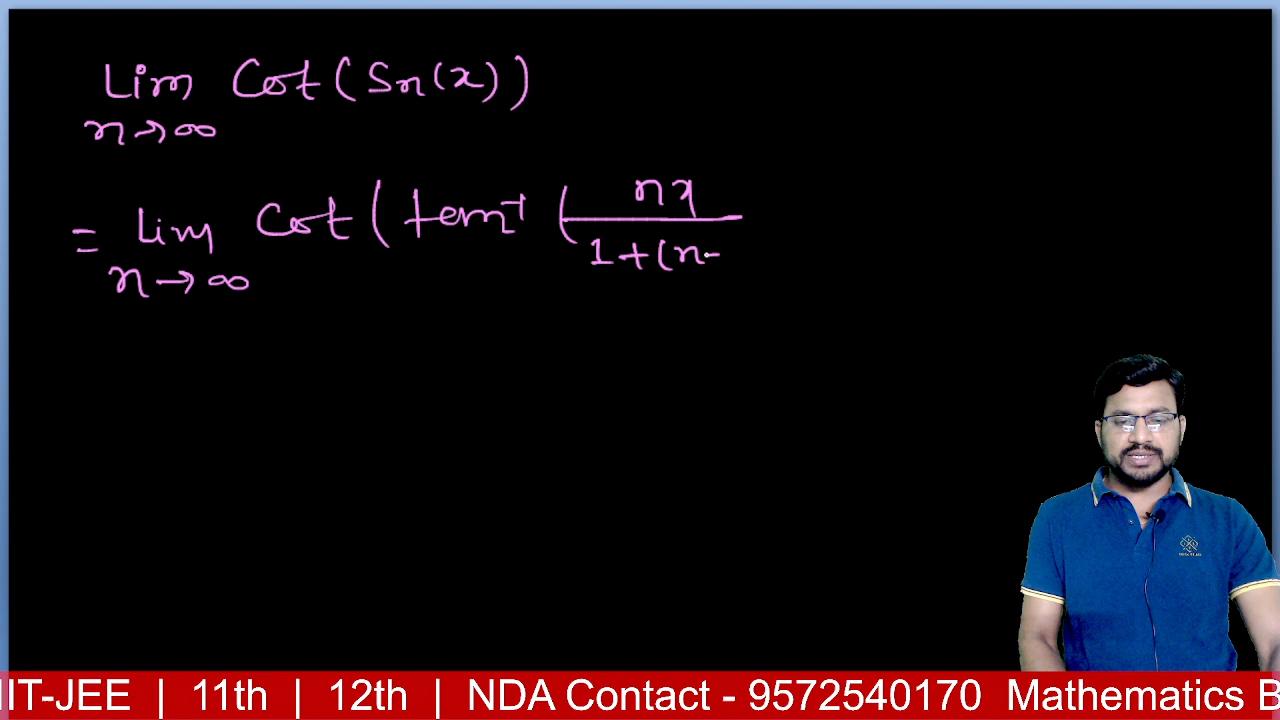 Lim Cot(Sn(x))
n→∞
= Lim Cot(tan⁻¹(nx
n→∞ 1+(n-
IIT-JEE | 11th | 12th | NDA Contact - 9572540170 Mathematics B